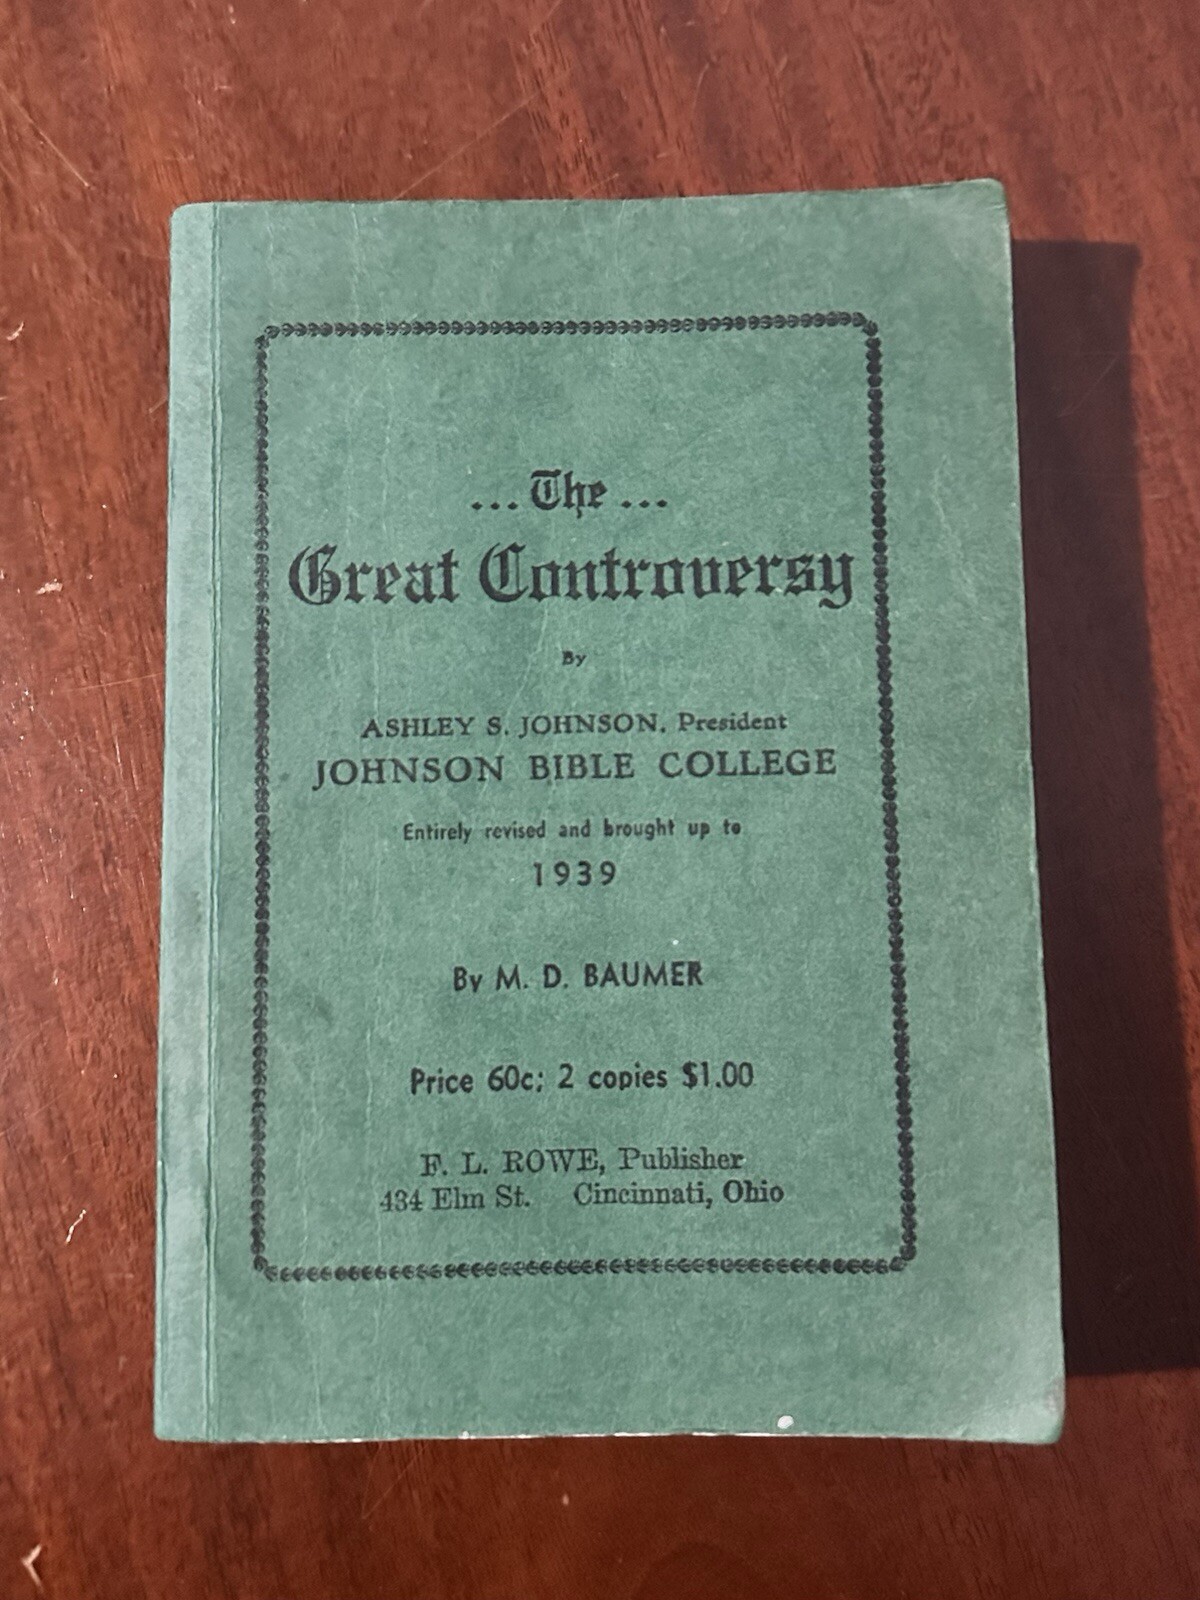 ... The ...
Great Controversy
By
ASHLEY S. JOHNSON, President
JOHNSON BIBLE COLLEGE
Entirely revised and brought up to
1939
By M. D. BAUMER
Price 60c; 2 copies $1.00
F. L. ROWE, Publisher
434 Elm St. Cincinnati, Ohio